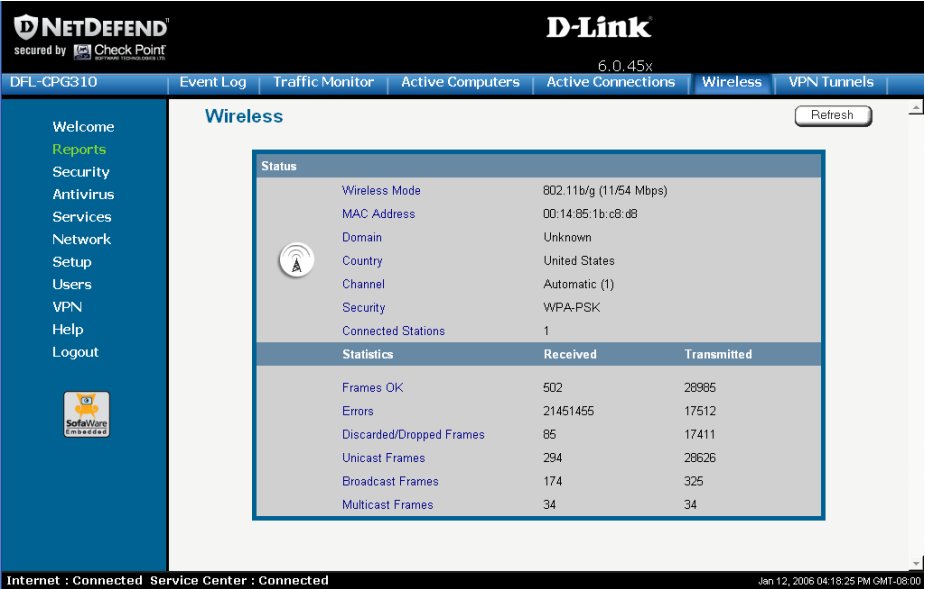 NETDEFEND
secured by Check Point
SOFTWARE TECHNOLOGIES LTD
D-Link
6.0.45x
DFL-CPG310
Event Log
Traffic Monitor
Active Computers
Active Connections
Wireless
VPN Tunnels
Welcome
Reports
Security
Antivirus
Services
Network
Setup
Users
VPN
Help
Logout
SofaWare
Embedded
Wireless
Refresh
Status
Wireless Mode 802.11b/g (11/54 Mbps)
MAC Address 00:14:85:1b:c8:d8
Domain Unknown
Country United States
Channel Automatic (1)
Security WPA-PSK
Connected Stations 1
Statistics Received Transmitted
Frames OK 502 28985
Errors 21451455 17512
Discarded/Dropped Frames 85 17411
Unicast Frames 294 28626
Broadcast Frames 174 325
Multicast Frames 34 34
Internet : Connected Service Center : Connected
Jan 12, 2006 04:18:25 PM GMT-08:00